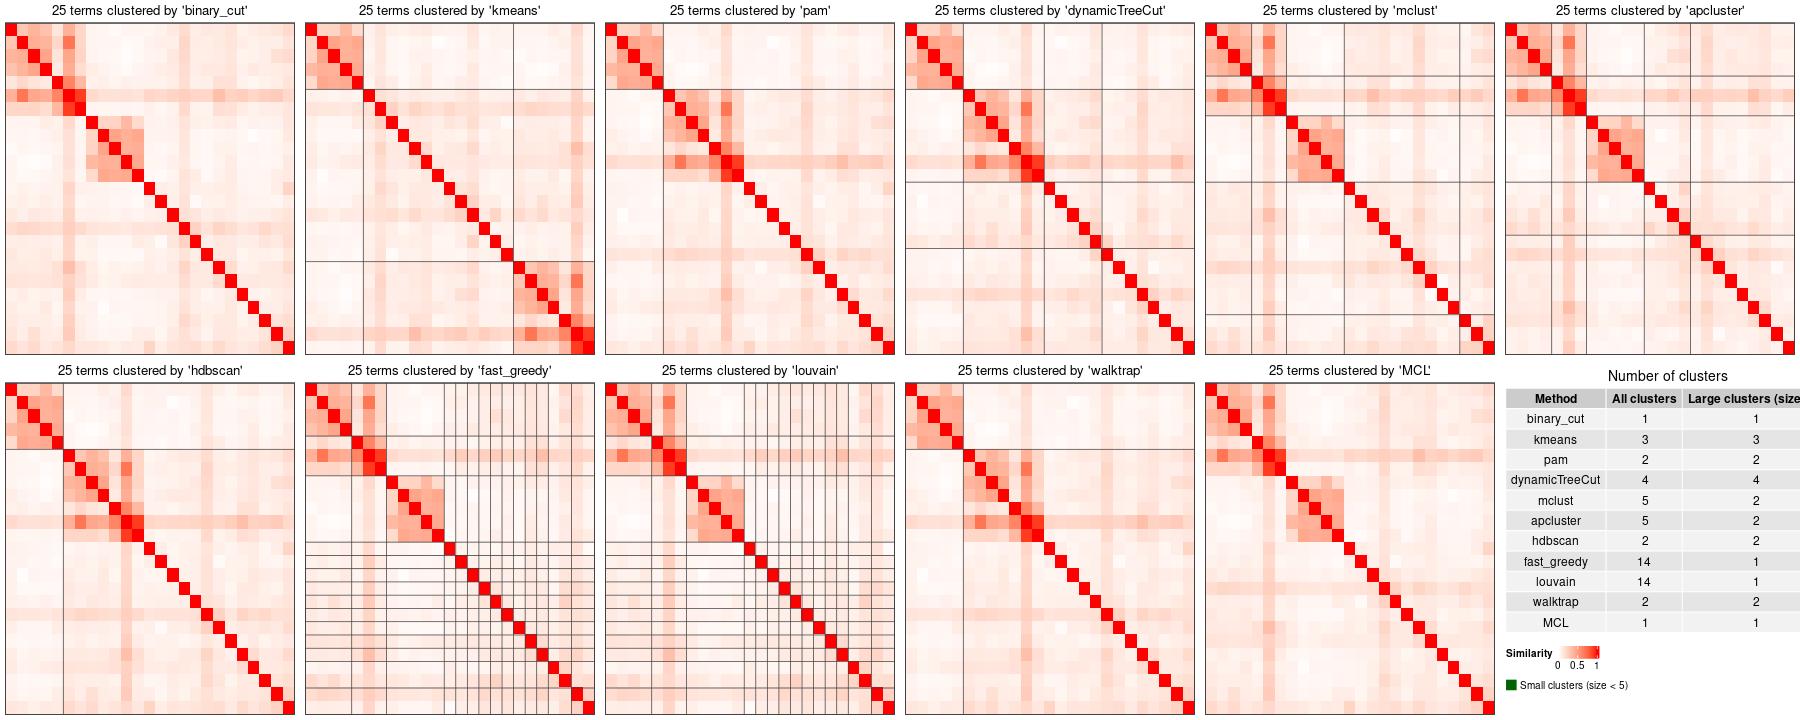 25 terms clustered by 'binary_cut'
25 terms clustered by 'kmeans'
25 terms clustered by 'pam'
25 terms clustered by 'dynamicTreeCut'
25 terms clustered by 'mclust'
25 terms clustered by 'apcluster'
25 terms clustered by 'hdbscan'
25 terms clustered by 'fast_greedy'
25 terms clustered by 'louvain'
25 terms clustered by 'walktrap'
25 terms clustered by 'MCL'
Number of clusters
Method All clusters Large clusters (size
binary_cut 1 1
kmeans 3 3
pam 2 2
dynamicTreeCut 4 4
mclust 5 2
apcluster 5 2
hdbscan 2 2
fast_greedy 14 1
louvain 14 1
walktrap 2 2
MCL 1 1
Similarity
0 0.5 1
Small clusters (size < 5)